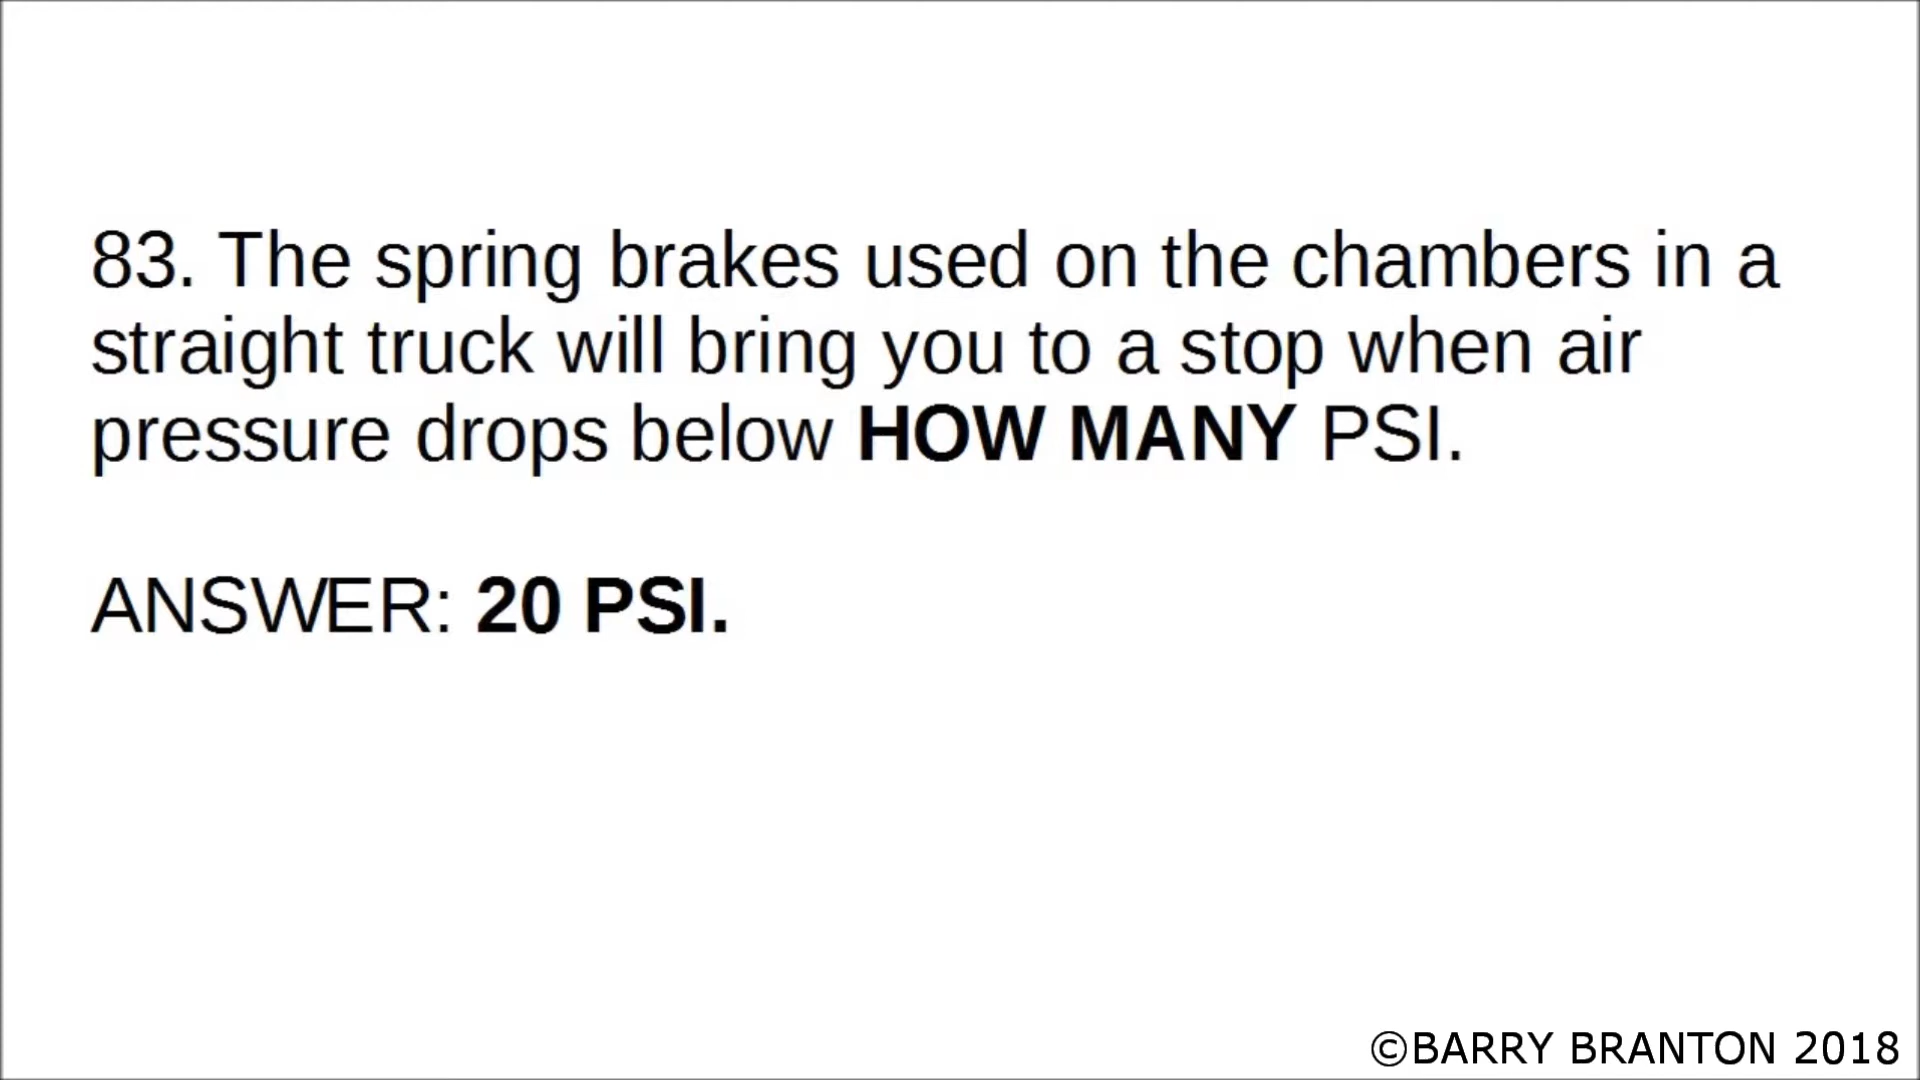 83. The spring brakes used on the chambers in a
straight truck will bring you to a stop when air
pressure drops below HOW MANY PSI.
ANSWER: 20 PSI.
©BARRY BRANTON 2018